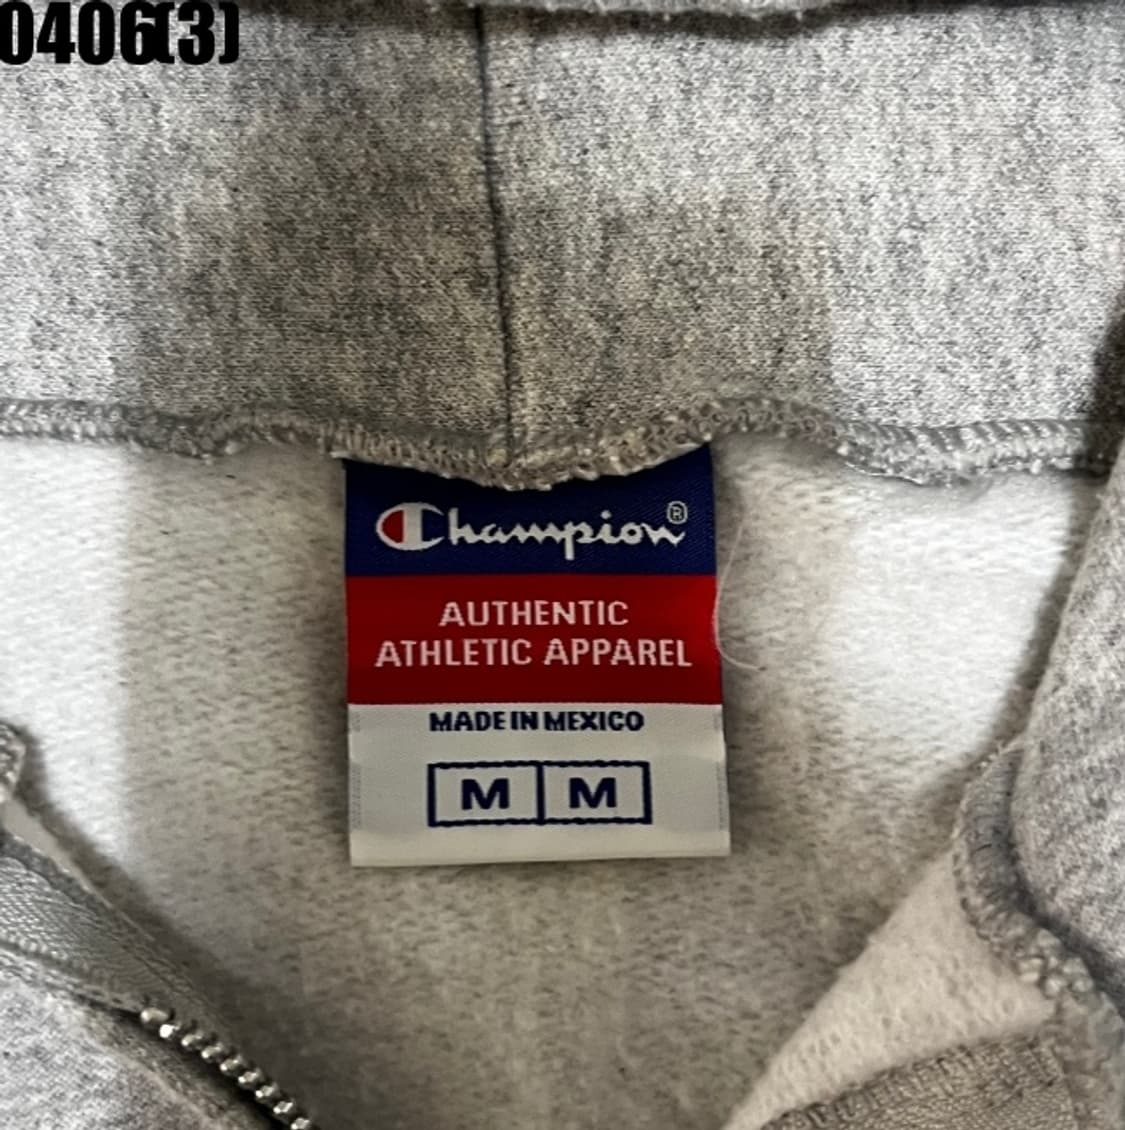 0406(3)
Champion®
AUTHENTIC
ATHLETIC APPAREL
MADE IN MEXICO
M M